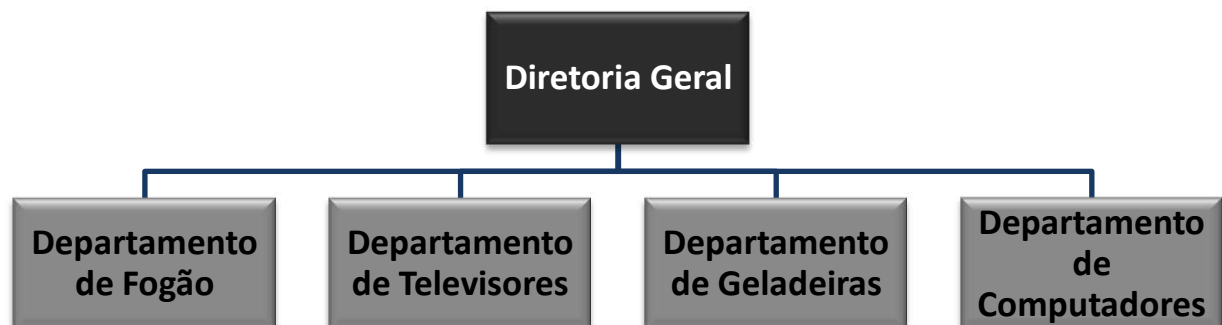 Diretoria Geral
Departamento
de Fogão
Departamento
de Televisores
Departamento
de Geladeiras
Departamento
de
Computadores